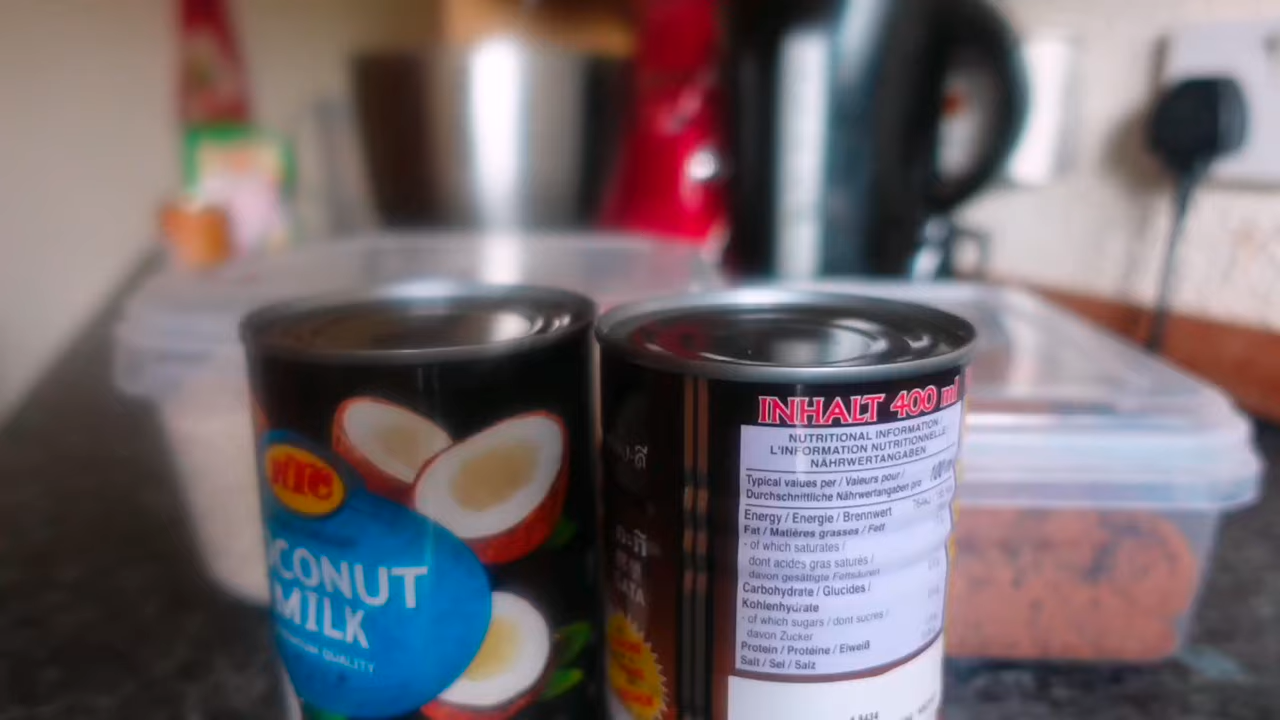 KTC
COCONUT
MILK
PREMIUM QUALITY
INHALT 400 ml
NUTRITIONAL INFORMATION /
L'INFORMATION NUTRITIONNELLE
NÄHRWERTANGABEN
Typical values per / Valeurs pour /
Durchschnittliche Nährwertangaben pro
Energy / Energie / Brennwert
Fat / Matières grasses / Fett
- of which saturates /
dont acides gras saturés /
davon gesättigte Fettsäuren
Carbohydrate / Glucides /
Kohlenhydrate
- of which sugars / dont sucres /
davon Zucker
Protein / Protéine / Eiweiß
Salt / Sel / Salz